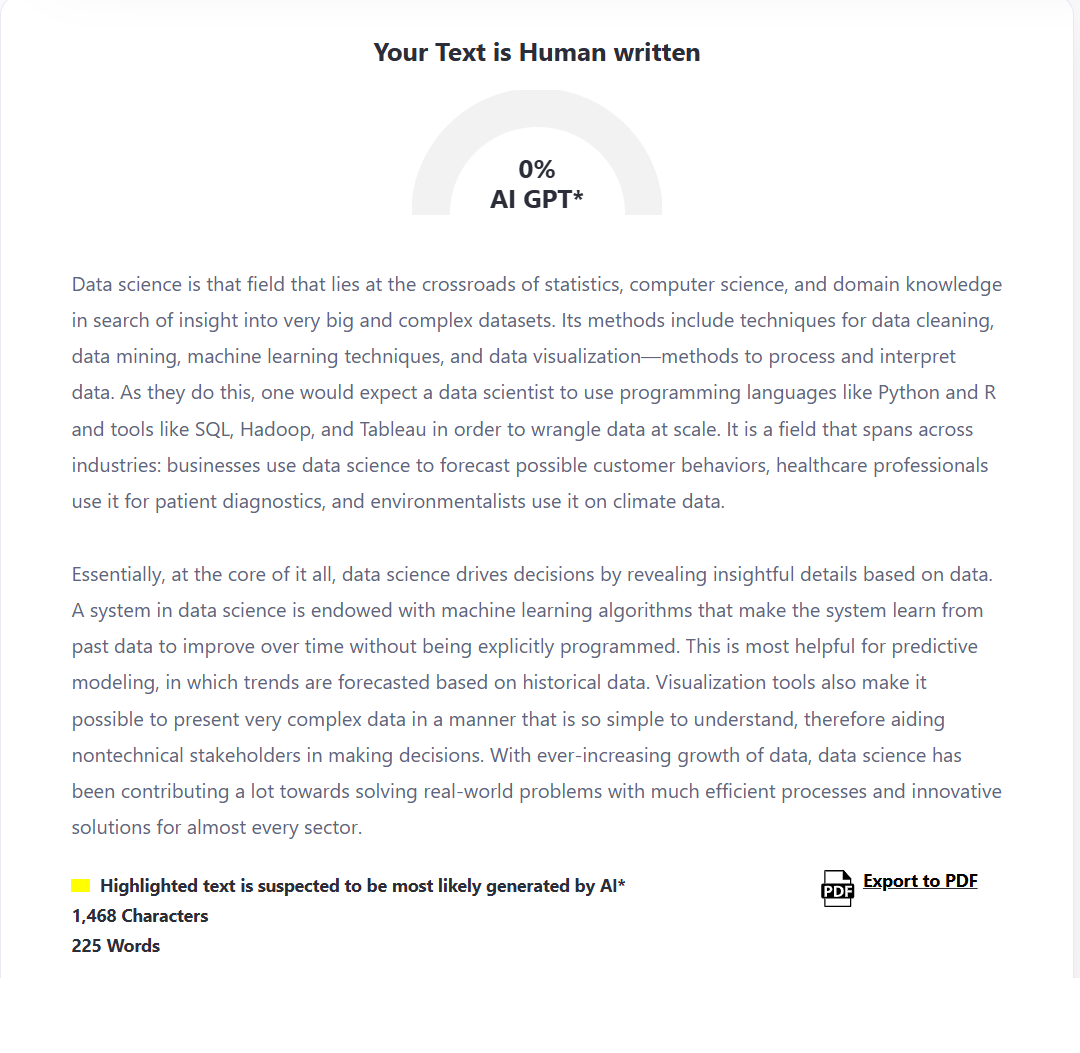 Your Text is Human written
0%
AI GPT*
Data science is that field that lies at the crossroads of statistics, computer science, and domain knowledge
in search of insight into very big and complex datasets. Its methods include techniques for data cleaning,
data mining, machine learning techniques, and data visualization—methods to process and interpret
data. As they do this, one would expect a data scientist to use programming languages like Python and R
and tools like SQL, Hadoop, and Tableau in order to wrangle data at scale. It is a field that spans across
industries: businesses use data science to forecast possible customer behaviors, healthcare professionals
use it for patient diagnostics, and environmentalists use it on climate data.
Essentially, at the core of it all, data science drives decisions by revealing insightful details based on data.
A system in data science is endowed with machine learning algorithms that make the system learn from
past data to improve over time without being explicitly programmed. This is most helpful for predictive
modeling, in which trends are forecasted based on historical data. Visualization tools also make it
possible to present very complex data in a manner that is so simple to understand, therefore aiding
nontechnical stakeholders in making decisions. With ever-increasing growth of data, data science has
been contributing a lot towards solving real-world problems with much efficient processes and innovative
solutions for almost every sector.
Highlighted text is suspected to be most likely generated by AI*
PDF Export to PDF
1,468 Characters
225 Words